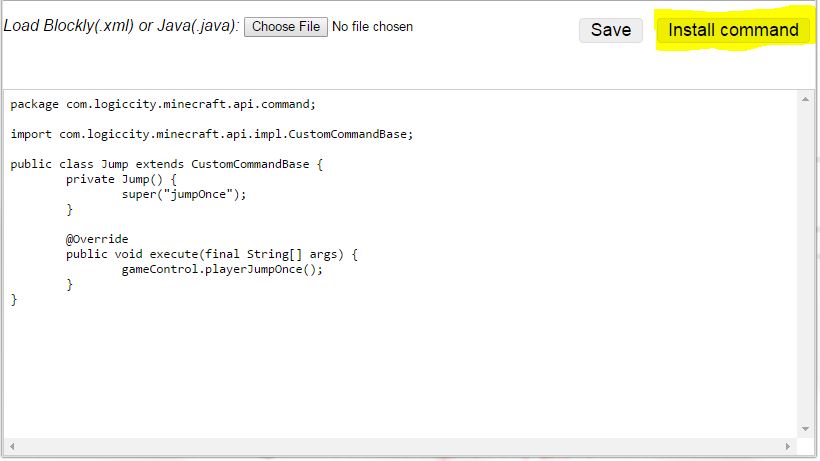 Load Blockly(.xml) or Java(.java): Choose File No file chosen Save Install command
package com.logiccity.minecraft.api.command;
import com.logiccity.minecraft.api.impl.CustomCommandBase;
public class Jump extends CustomCommandBase {
private Jump() {
super("jumpOnce");
}
@Override
public void execute(final String[] args) {
gameControl.playerJumpOnce();
}
}